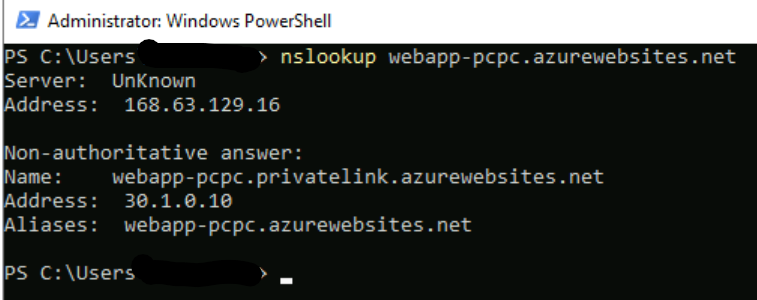 Administrator: Windows PowerShell
PS C:\Users > nslookup webapp-pcpc.azurewebsites.net
Server:  UnKnown
Address:  168.63.129.16
Non-authoritative answer:
Name:    webapp-pcpc.privatelink.azurewebsites.net
Address:  30.1.0.10
Aliases:  webapp-pcpc.azurewebsites.net
PS C:\Users >